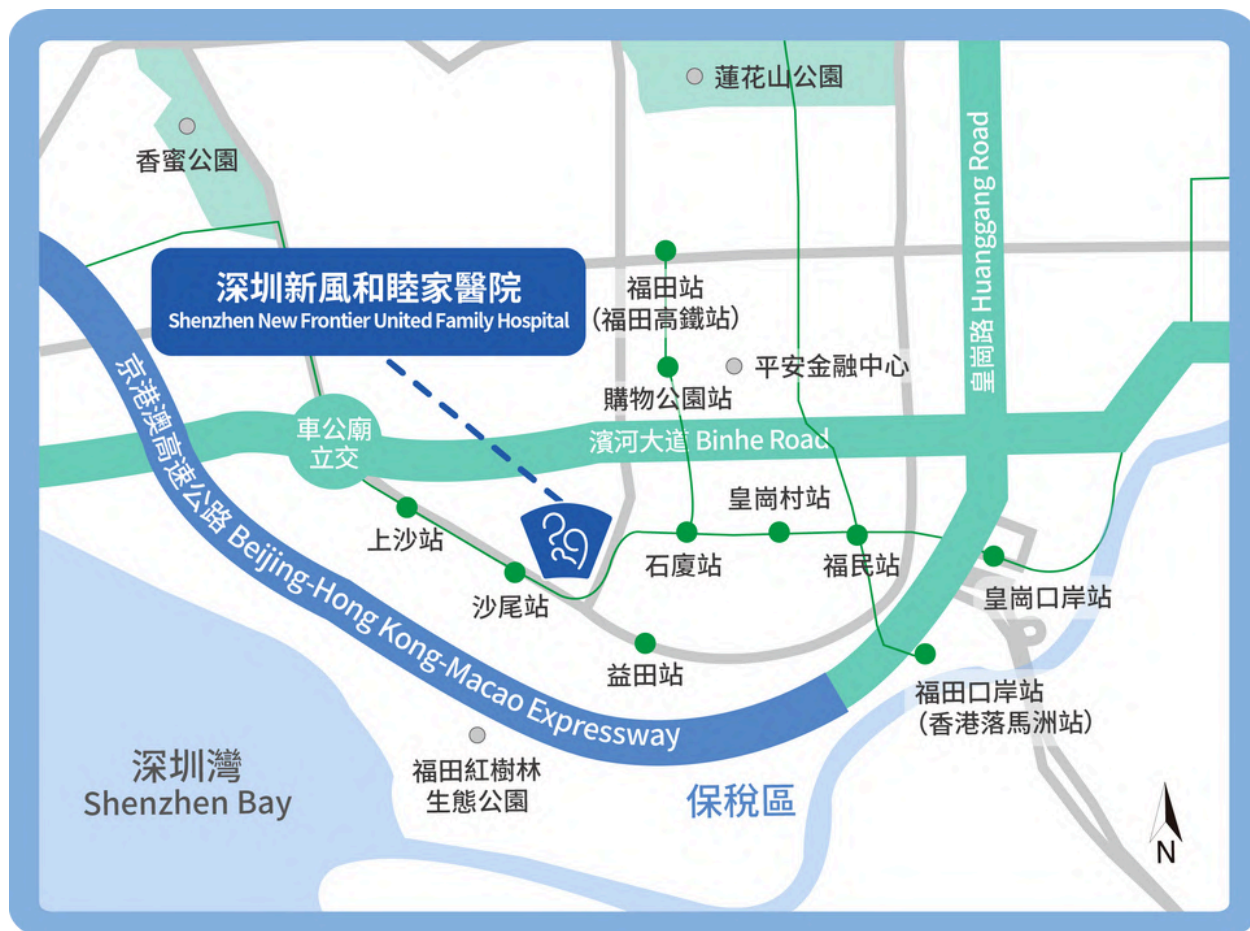 蓮花山公園
香蜜公園
皇崗路 Huanggang Road
深圳新風和睦家醫院
Shenzhen New Frontier United Family Hospital
福田站
（福田高鐵站）
平安金融中心
購物公園站
京港澳高速公路 Beijing-Hong Kong-Macao Expressway
車公廟
立交
濱河大道 Binhe Road
皇崗村站
上沙站
石廈站
福民站
沙尾站
皇崗口岸站
P
益田站
福田口岸站
（香港落馬洲站）
深圳灣
Shenzhen Bay
福田紅樹林
生態公園
保稅區
N